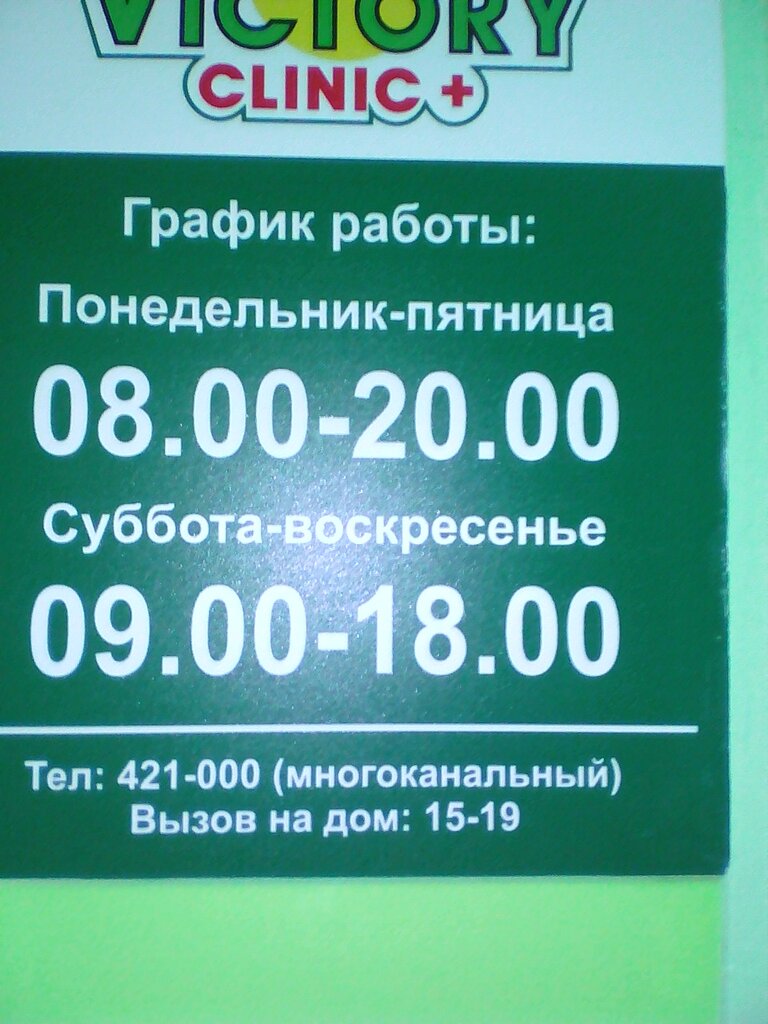 VICTORY
CLINIC +
График работы:
Понедельник-пятница
08.00-20.00
Суббота-воскресенье
09.00-18.00
Тел: 421-000 (многоканальный)
Вызов на дом: 15-19